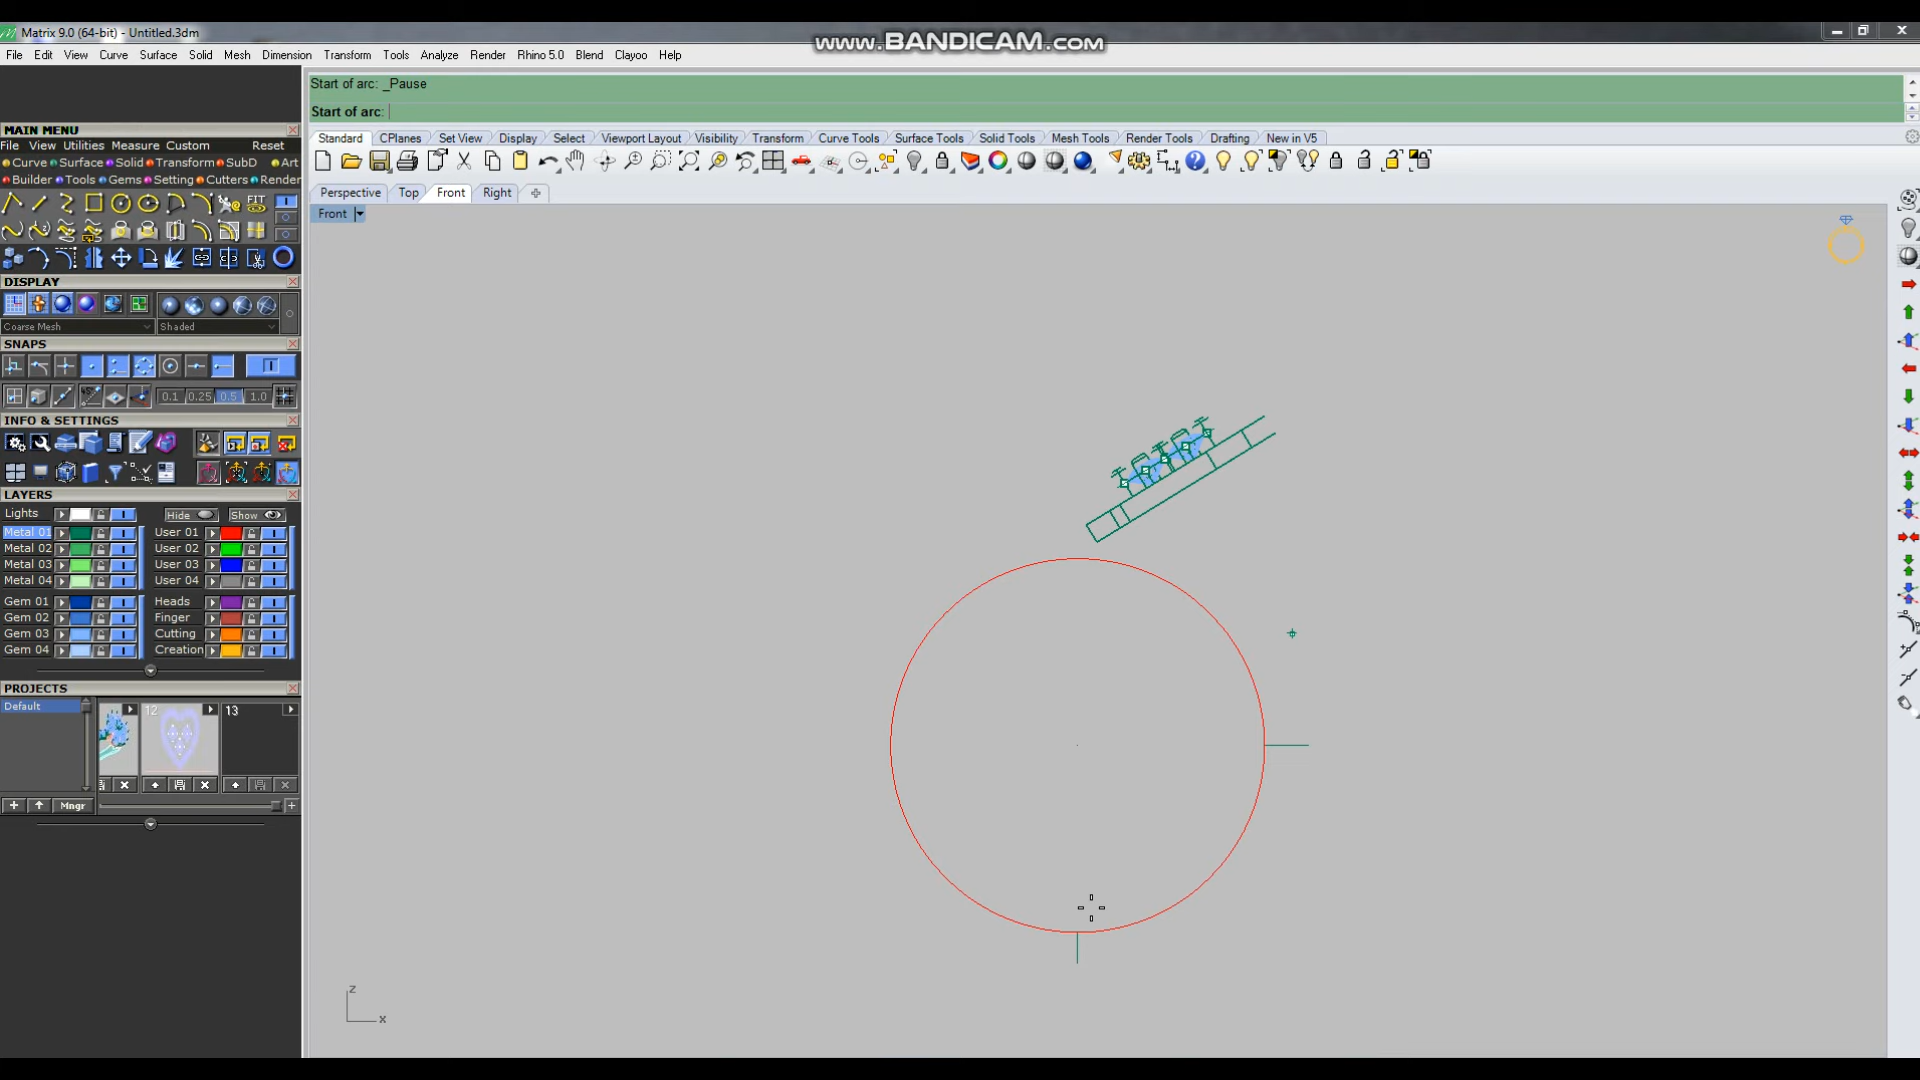 Matrix 9.0 (64-bit) - Untitled.3dm
www.BANDICAM.com
File Edit View Curve Surface Solid Mesh Dimension Transform Tools Analyze Render Rhino 5.0 Blend Clayoo Help
Start of arc: _Pause
Start of arc:
MAIN MENU
File View Utilities Measure Custom Reset
Curve Surface Solid Transform SubD Art
Builder Tools Gems Setting Cutters Render
Standard CPlanes Set View Display Select Viewport Layout Visibility Transform Curve Tools Surface Tools Solid Tools Mesh Tools Render Tools Drafting New in V5
Perspective Top Front Right
Front
FIT
DISPLAY
Coarse Mesh Shaded
SNAPS
0.1 0.25 0.5 1.0
INFO & SETTINGS
LAYERS
Lights Hide Show
Metal 01 User 01
Metal 02 User 02
Metal 03 User 03
Metal 04 User 04
Gem 01 Heads
Gem 02 Finger
Gem 03 Cutting
Gem 04 Creation
PROJECTS
Default
12 13
Mngr
z
x